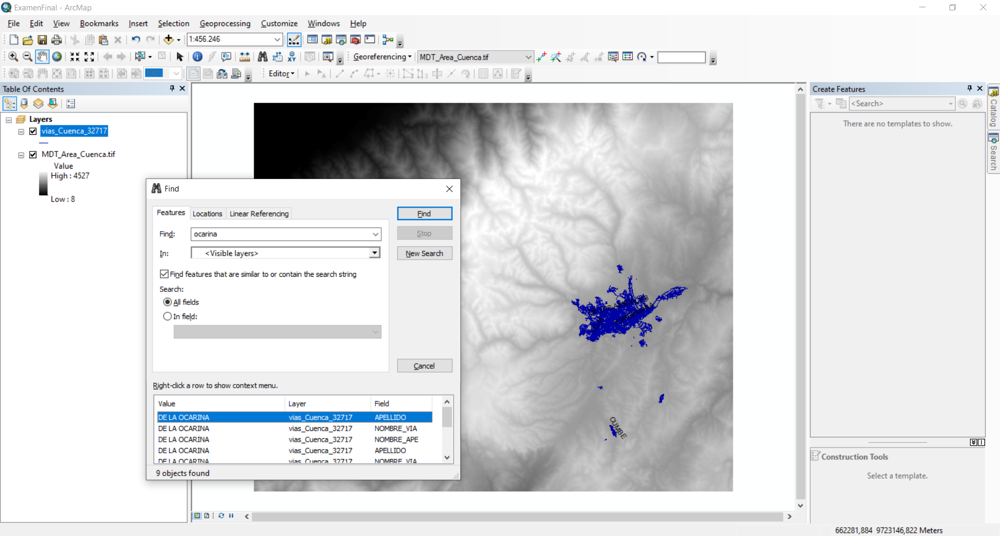 ExamenFinal - ArcMap
File Edit View Bookmarks Insert Selection Geoprocessing Customize Windows Help
1:456.246
Georeferencing MDT_Area_Cuenca.tif
100%
Editor
Table Of Contents
Layers
vias_Cuenca_32717
MDT_Area_Cuenca.tif
Value
High : 4527
Low : 8
CUMBE
Find
Features Locations Linear Referencing
Find
Find: ocarina
Stop
In: <Visible layers>
New Search
Find features that are similar to or contain the search string
Search:
All fields
In field:
Cancel
Right-click a row to show context menu.
Value Layer Field
DE LA OCARINA vias_Cuenca_32717 APELLIDO
DE LA OCARINA vias_Cuenca_32717 NOMBRE_VIA
DE LA OCARINA vias_Cuenca_32717 NOMBRE_APE
DE LA OCARINA vias_Cuenca_32717 APELLIDO
DE LA OCARINA vias_Cuenca_32717 NOMBRE_VIA
9 objects found
Create Features
<Search>
There are no templates to show.
Construction Tools
Select a template.
Catalog
Search
662281,884 9723146,822 Meters